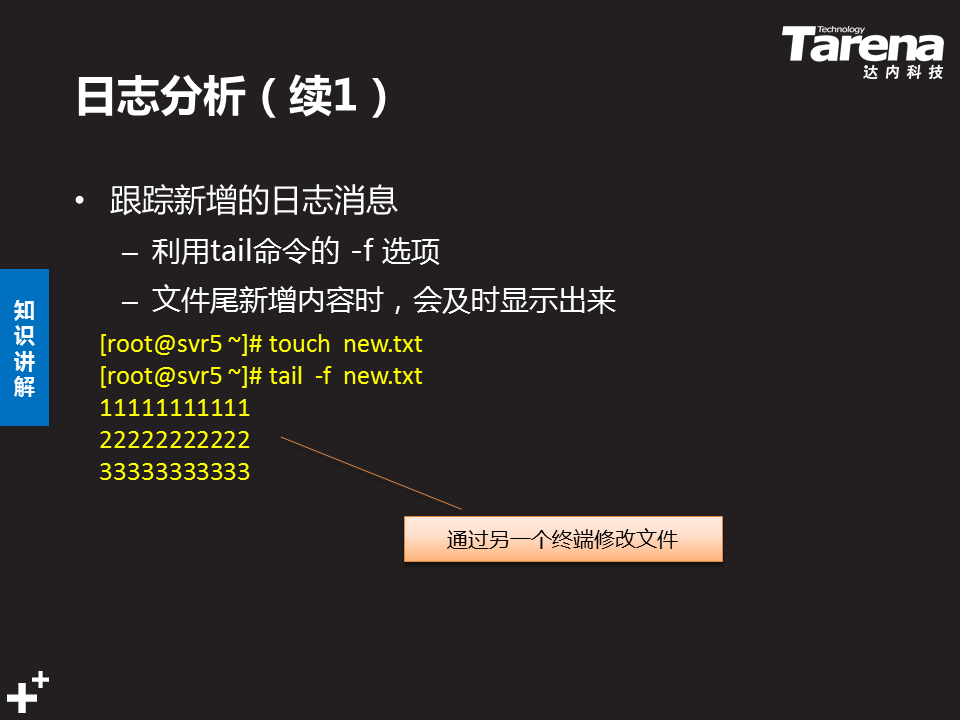 Technology
Tarena
达内科技
日志分析（续1）
• 跟踪新增的日志消息
– 利用tail命令的 -f 选项
– 文件尾新增内容时，会及时显示出来
知识讲解
[root@svr5 ~]# touch  new.txt
[root@svr5 ~]# tail  -f  new.txt
11111111111
22222222222
33333333333
通过另一个终端修改文件